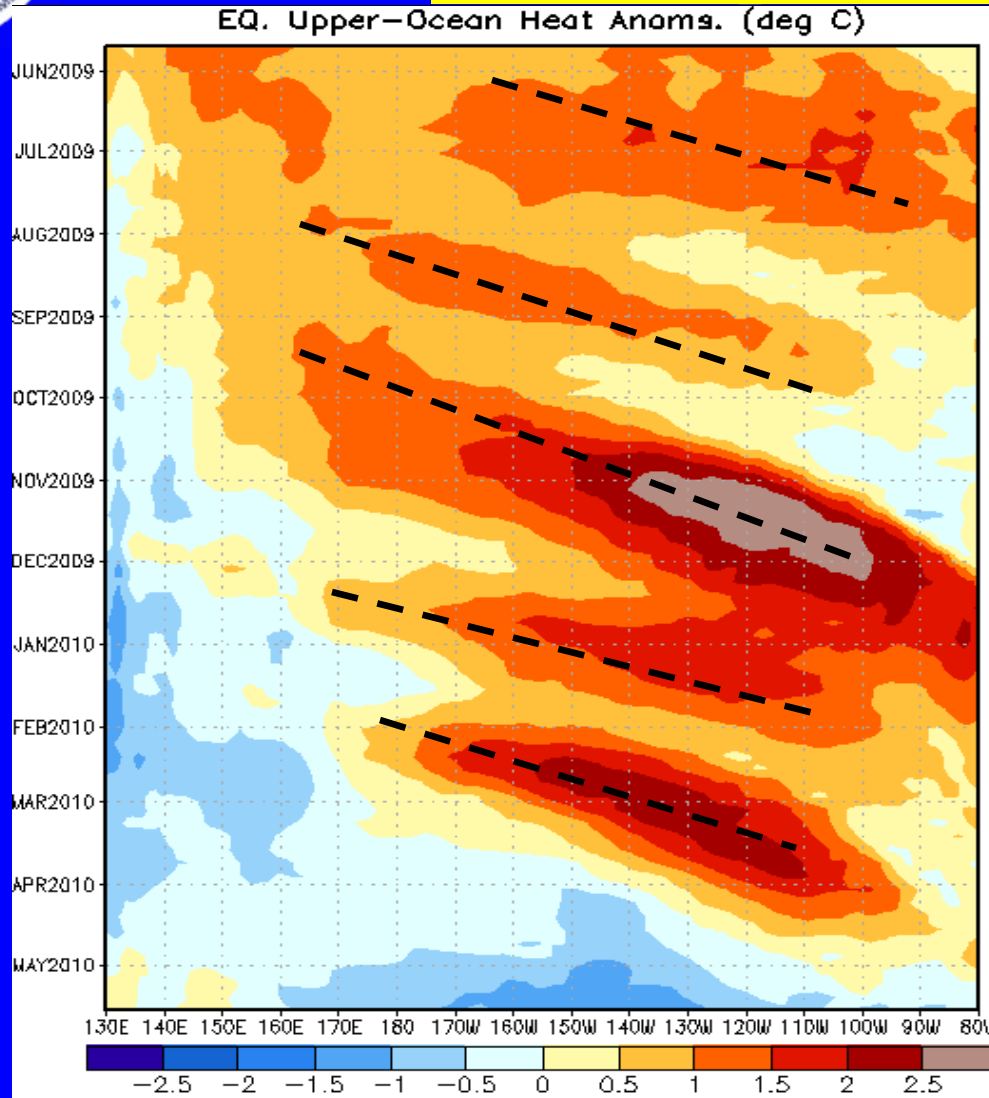 EQ. Upper-Ocean Heat Anoms. (deg C)
JUN2009
JUL2009
AUG2009
SEP2009
OCT2009
NOV2009
DEC2009
JAN2010
FEB2010
MAR2010
APR2010
MAY2010
130E 140E 150E 160E 170E 180 170W 160W 150W 140W 130W 120W 110W 100W 90W 80W
-2.5 -2 -1.5 -1 -0.5 0 0.5 1 1.5 2 2.5